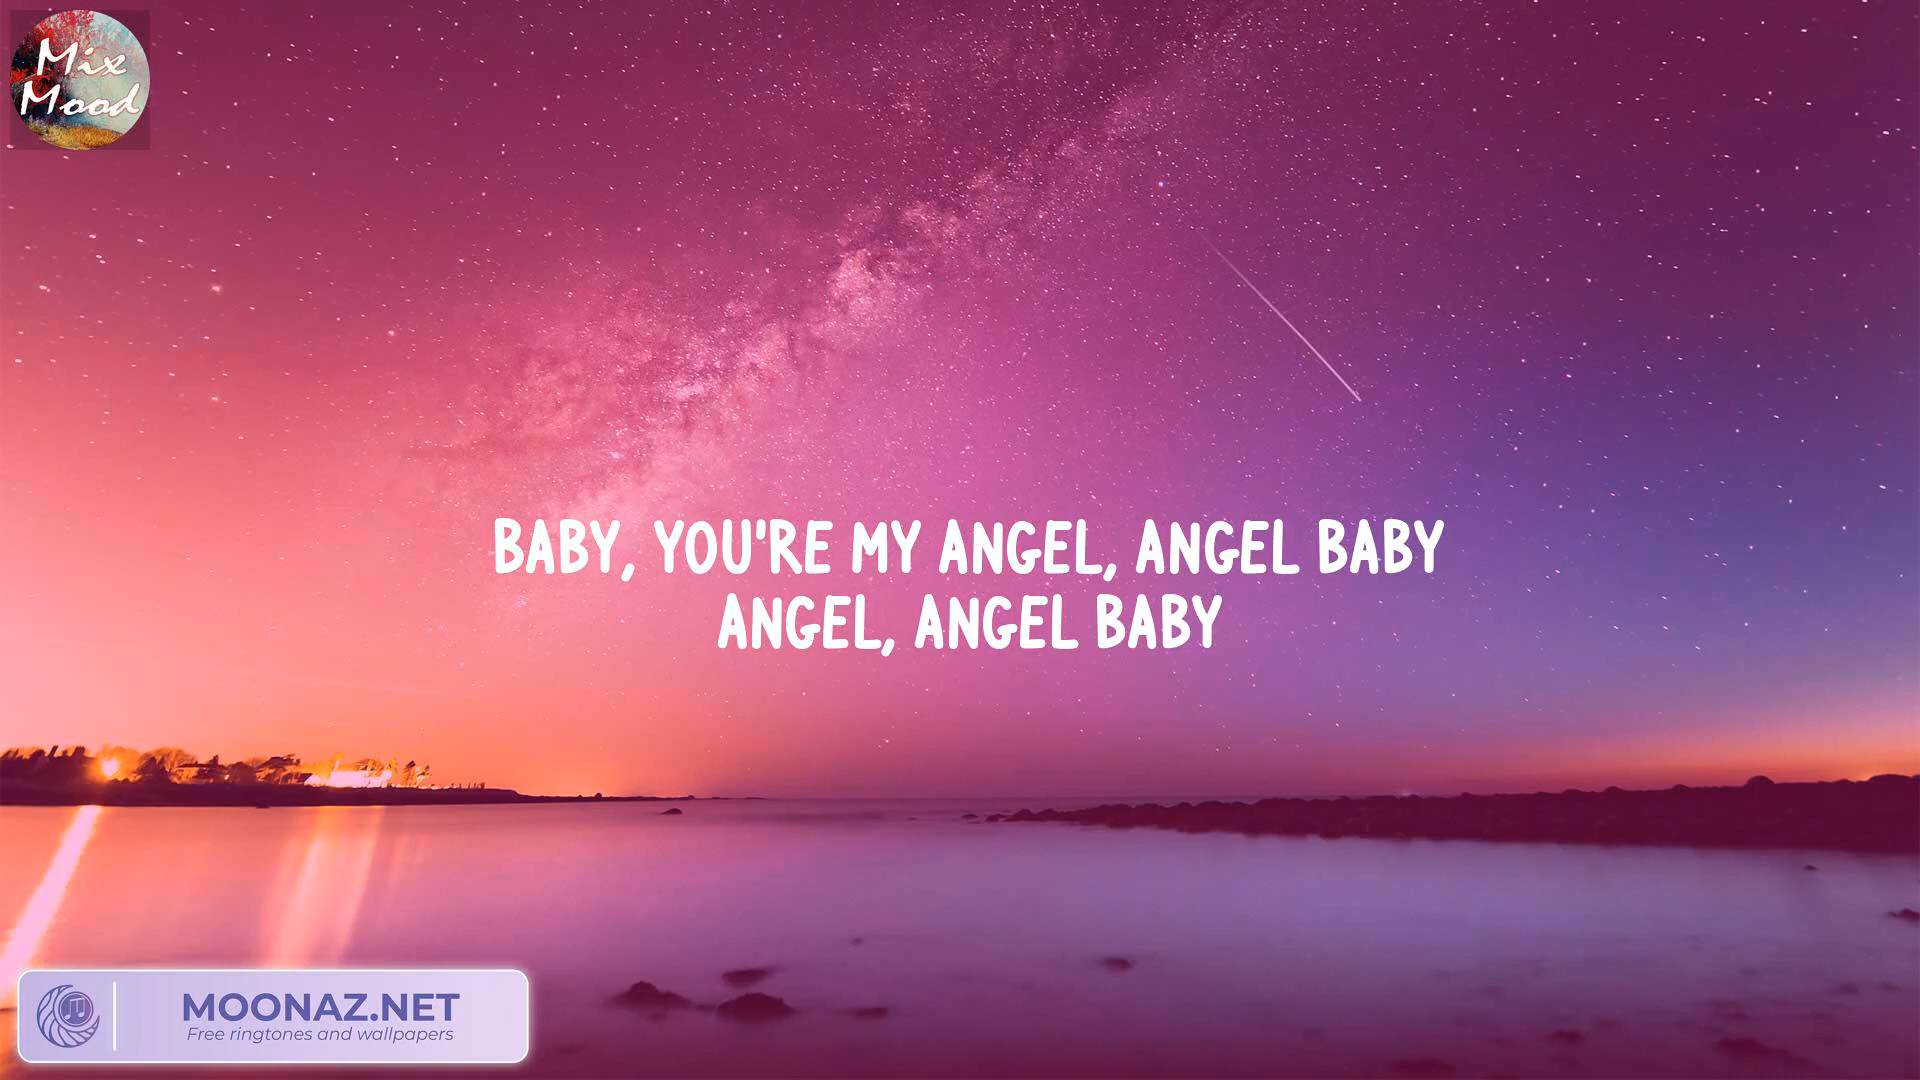 Mix
Mood
BABY, YOU'RE MY ANGEL, ANGEL BABY
ANGEL, ANGEL BABY
MOONAZ.NET
Free ringtones and wallpapers